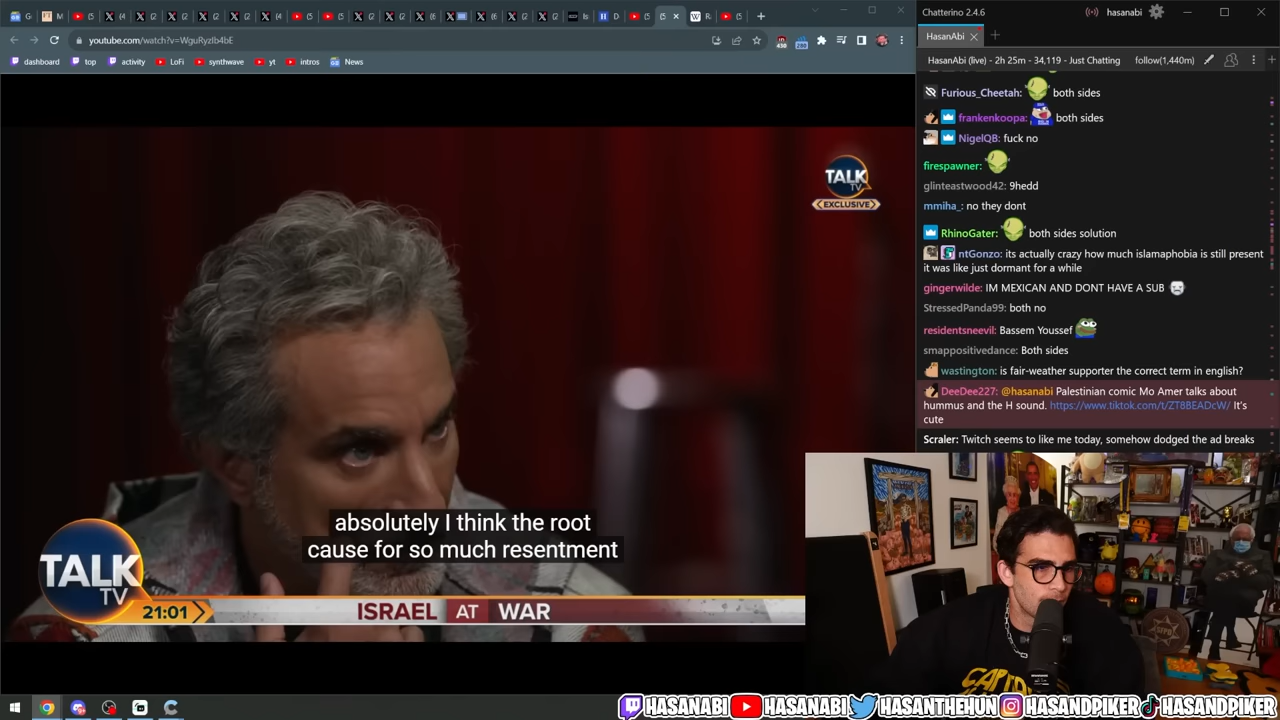 Chatterino 2.4.6
hasanabi
youtube.com/watch?v=WguRyzJb4bE
HasanAbi
dashboard top activity LoFi synthwave yt intros News
HasanAbi (live) - 2h 25m - 34,119 - Just Chatting follow(1,440m)
Furious_Cheetah: both sides
frankenkoopa: both sides
NigelQB: fuck no
firespawner:
glinteastwood42: 9hedd
mmiha_: no they dont
RhinoGater: both sides solution
ntGonzo: its actually crazy how much islamaphobia is still present
it was like just dormant for a while
gingerwilde: IM MEXICAN AND DONT HAVE A SUB
StressedPanda99: both no
residentsneevil: Bassem Youssef
smappositivedance: Both sides
wastington: is fair-weather supporter the correct term in english?
DeeDee227: @hasanabi Palestinian comic Mo Amer talks about
hummus and the H sound. https://www.tiktok.com/t/ZT8BEADcW/ It's
cute
Scraler: Twitch seems to like me today, somehow dodged the ad breaks
TALK
TV
EXCLUSIVE
absolutely I think the root
cause for so much resentment
TALK
TV
21:01
ISRAEL AT WAR
HASANABI HASANABI HASANTHEHUN HASANDPIKER HASANDPIKER